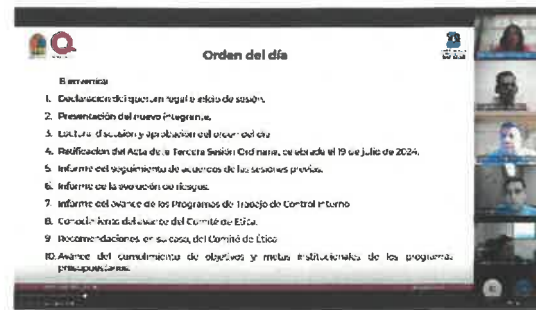 Orden del día
Bienvenida
1. Declaración del quórum legal e inicio de sesión.
2. Presentación del nuevo integrante.
3. Lectura, discusión y aprobación del orden del día
4. Ratificación del Acta de la Tercera Sesión Ordinaria, celebrada el 19 de julio de 2024.
5. Informe del seguimiento de acuerdos de las sesiones previas.
6. Informe de la evolución de riesgos.
7. Informe del avance de los Programas de Trabajo de Control Interno
8. Conocimiento del avance del Comité de Ética.
9. Recomendaciones, en su caso, del Comité de Ética
10. Avance del cumplimiento de objetivos y metas institucionales de los programas
presupuestarios.